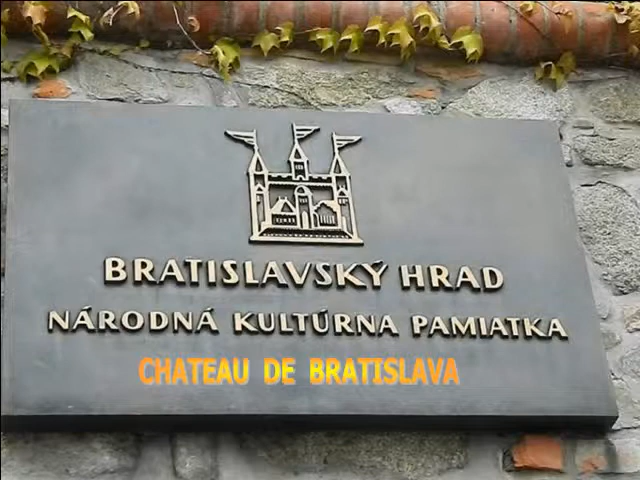 BRATISLAVSKÝ HRAD
NÁRODNÁ KULTÚRNA PAMIATKA
CHATEAU DE BRATISLAVA